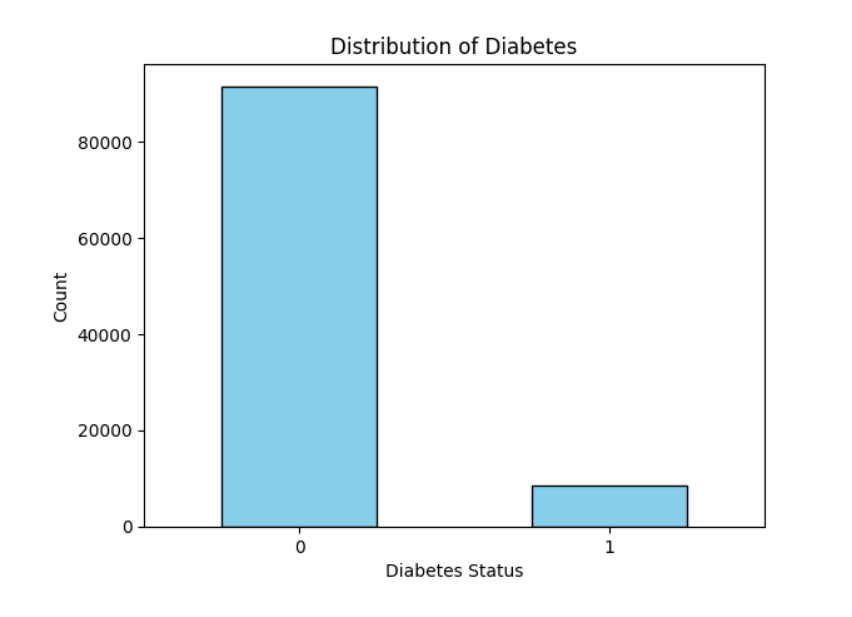 Distribution of Diabetes
80000
60000
40000
20000
0
Count
0 1
Diabetes Status